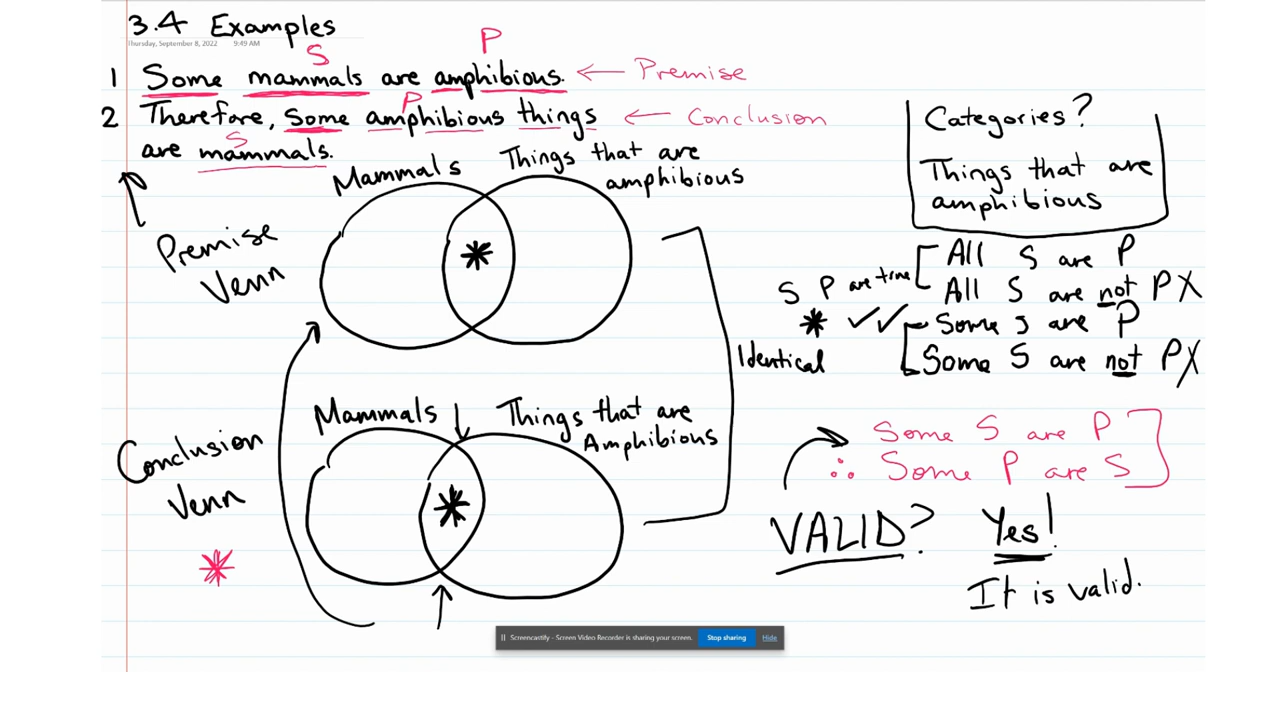 3.4 Examples
Thursday, September 8, 2022 9:49 AM
S P
1 Some mammals are amphibious. ← Premise
P
2 Therefore, Some amphibious things ← Conclusion
S
are mammals.
Categories?
Things that are
amphibious
Mammals
Things that are
amphibious
Premise
Venn
*
All S are P
S P are true
All S are not P X
* ✓✓ Some S are P
Identical
Some S are not P X
Mammals
Things that are
Amphibious
Conclusion
Venn
*
*
Some S are P
∴ Some P are S
VALID? Yes!
It is valid.
Screencastify - Screen Video Recorder is sharing your screen. Stop sharing Hide